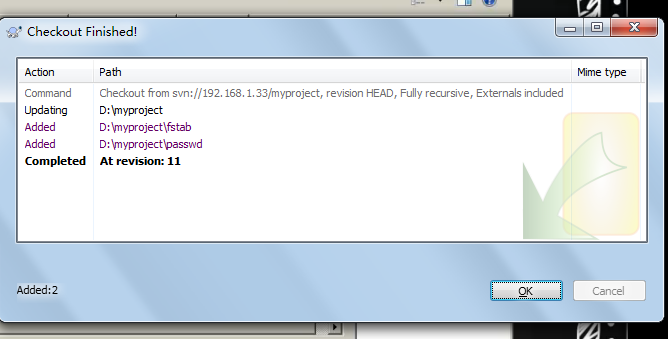 Checkout Finished!
Action Path Mime type
Command Checkout from svn://192.168.1.33/myproject, revision HEAD, Fully recursive, Externals included
Updating D:\myproject
Added D:\myproject\fstab
Added D:\myproject\passwd
Completed At revision: 11
Added:2
OK Cancel